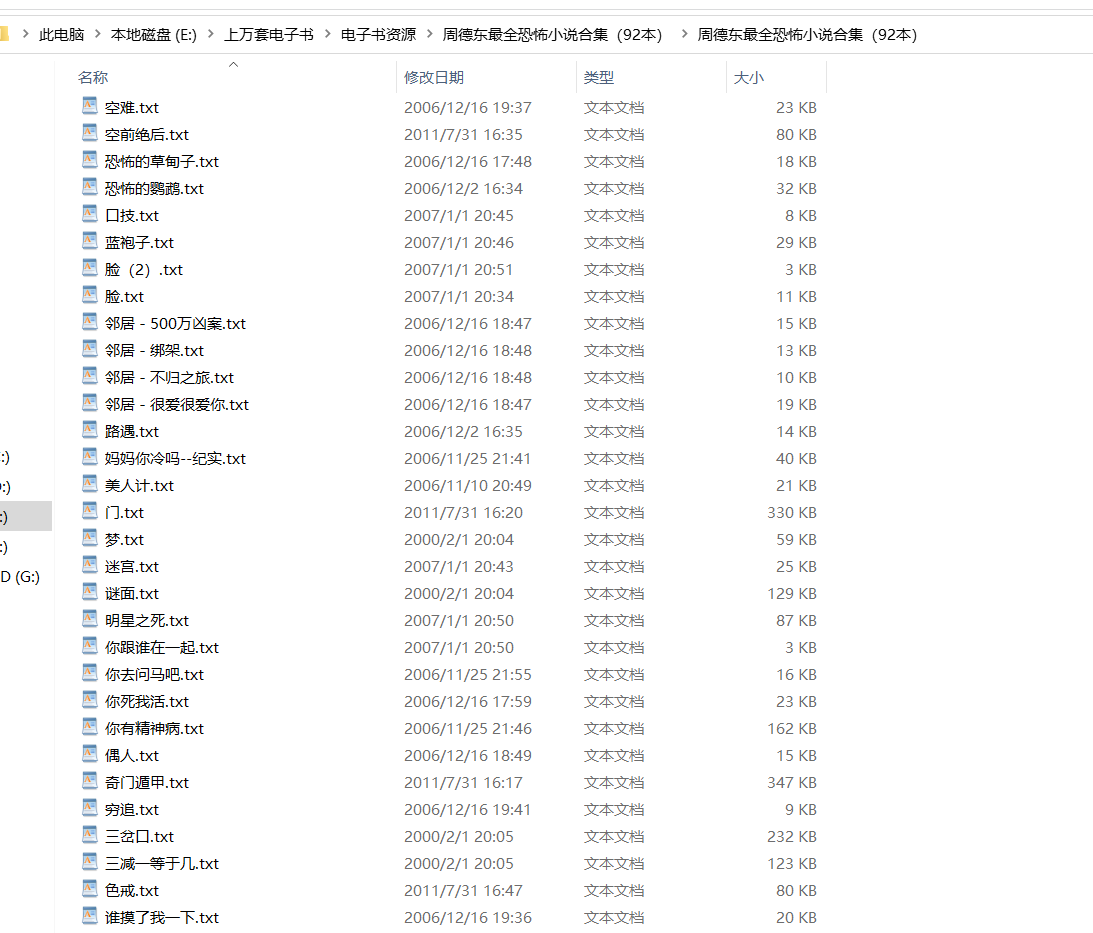 此电脑 > 本地磁盘 (E:) > 上万套电子书 > 电子书资源 > 周德东最全恐怖小说合集（92本） > 周德东最全恐怖小说合集（92本）
名称 修改日期 类型 大小
空难.txt 2006/12/16 19:37 文本文档 23 KB
空前绝后.txt 2011/7/31 16:35 文本文档 80 KB
恐怖的草甸子.txt 2006/12/16 17:48 文本文档 18 KB
恐怖的鹦鹉.txt 2006/12/2 16:34 文本文档 32 KB
口技.txt 2007/1/1 20:45 文本文档 8 KB
蓝袍子.txt 2007/1/1 20:46 文本文档 29 KB
脸（2）.txt 2007/1/1 20:51 文本文档 3 KB
脸.txt 2007/1/1 20:34 文本文档 11 KB
邻居 - 500万凶案.txt 2006/12/16 18:47 文本文档 15 KB
邻居 - 绑架.txt 2006/12/16 18:48 文本文档 13 KB
邻居 - 不归之旅.txt 2006/12/16 18:48 文本文档 10 KB
邻居 - 很爱很爱你.txt 2006/12/16 18:47 文本文档 19 KB
路遇.txt 2006/12/2 16:35 文本文档 14 KB
:) 妈妈你冷吗--纪实.txt 2006/11/25 21:41 文本文档 40 KB
:) 美人计.txt 2006/11/10 20:49 文本文档 21 KB
:) 门.txt 2011/7/31 16:20 文本文档 330 KB
:) 梦.txt 2000/2/1 20:04 文本文档 59 KB
D (G:) 迷宫.txt 2007/1/1 20:43 文本文档 25 KB
谜面.txt 2000/2/1 20:04 文本文档 129 KB
明星之死.txt 2007/1/1 20:50 文本文档 87 KB
你跟谁在一起.txt 2007/1/1 20:50 文本文档 3 KB
你去问马吧.txt 2006/11/25 21:55 文本文档 16 KB
你死我活.txt 2006/12/16 17:59 文本文档 23 KB
你有精神病.txt 2006/11/25 21:46 文本文档 162 KB
偶人.txt 2006/12/16 18:49 文本文档 15 KB
奇门遁甲.txt 2011/7/31 16:17 文本文档 347 KB
穷追.txt 2006/12/16 19:41 文本文档 9 KB
三岔口.txt 2000/2/1 20:05 文本文档 232 KB
三减一等于几.txt 2000/2/1 20:05 文本文档 123 KB
色戒.txt 2011/7/31 16:47 文本文档 80 KB
谁摸了我一下.txt 2006/12/16 19:36 文本文档 20 KB